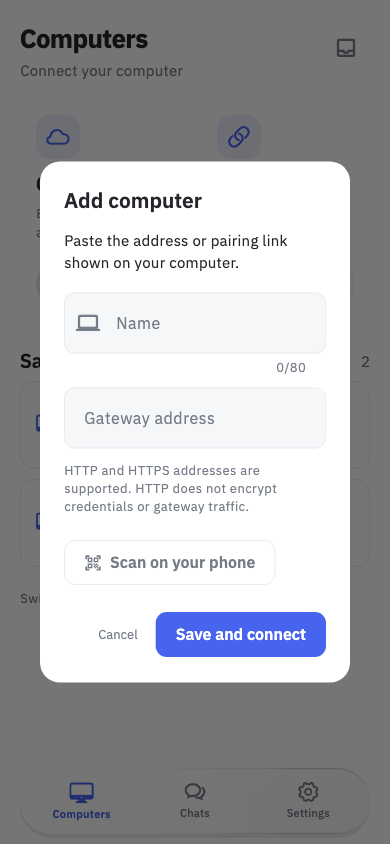 Computers
Connect your computer
Add computer
Paste the address or pairing link
shown on your computer.
Name
0/80
Gateway address
HTTP and HTTPS addresses are
supported. HTTP does not encrypt
credentials or gateway traffic.
Scan on your phone
Cancel
Save and connect
2
Computers
Chats
Settings